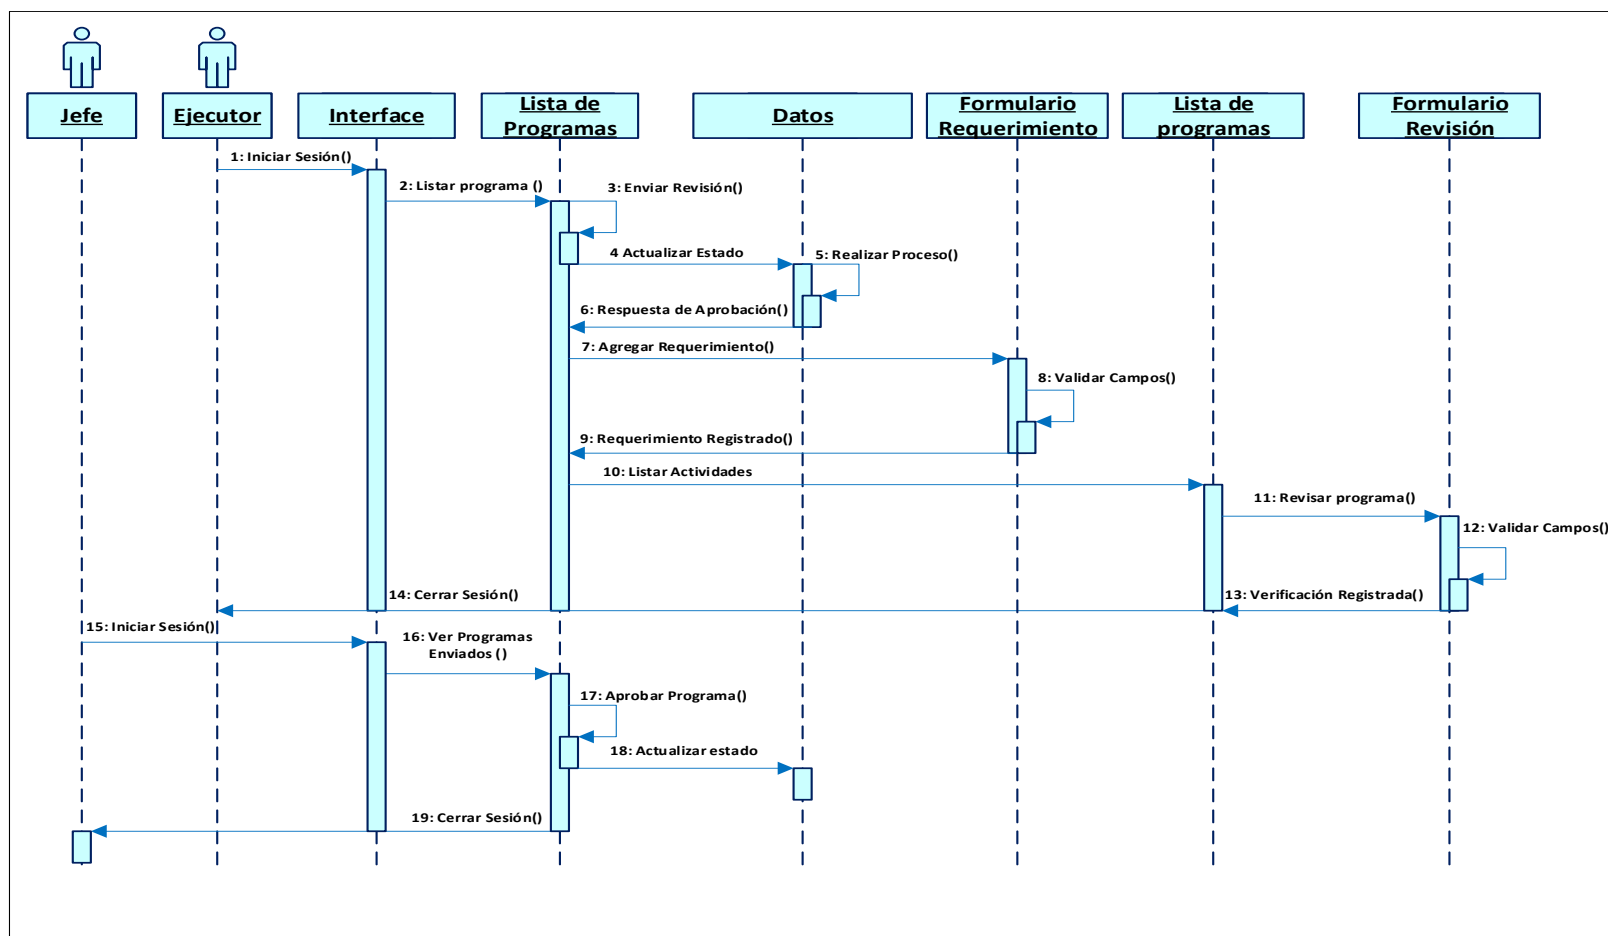 Jefe
Ejecutor
Interface
Lista de
Programas
Datos
Formulario
Requerimiento
Lista de
programas
Formulario
Revisión
1: Iniciar Sesión()
2: Listar programa ()
3: Enviar Revisión()
4 Actualizar Estado
5: Realizar Proceso()
6: Respuesta de Aprobación()
7: Agregar Requerimiento()
8: Validar Campos()
9: Requerimiento Registrado()
10: Listar Actividades
11: Revisar programa()
12: Validar Campos()
13: Verificación Registrada()
14: Cerrar Sesión()
15: Iniciar Sesión()
16: Ver Programas
Enviados ()
17: Aprobar Programa()
18: Actualizar estado
19: Cerrar Sesión()